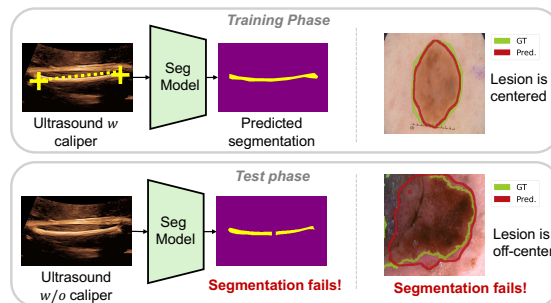 Training Phase
Seg
Model
Ultrasound w
caliper
Predicted
segmentation
GT
Pred.
Lesion is
centered
Test phase
Seg
Model
Ultrasound
w/o caliper
Segmentation fails!
GT
Pred.
Lesion is
off-center
Segmentation fails!